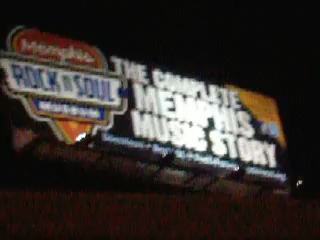 Memphis
ROCK N SOUL
MUSEUM
THE COMPLETE
MEMPHIS
MUSIC STORY